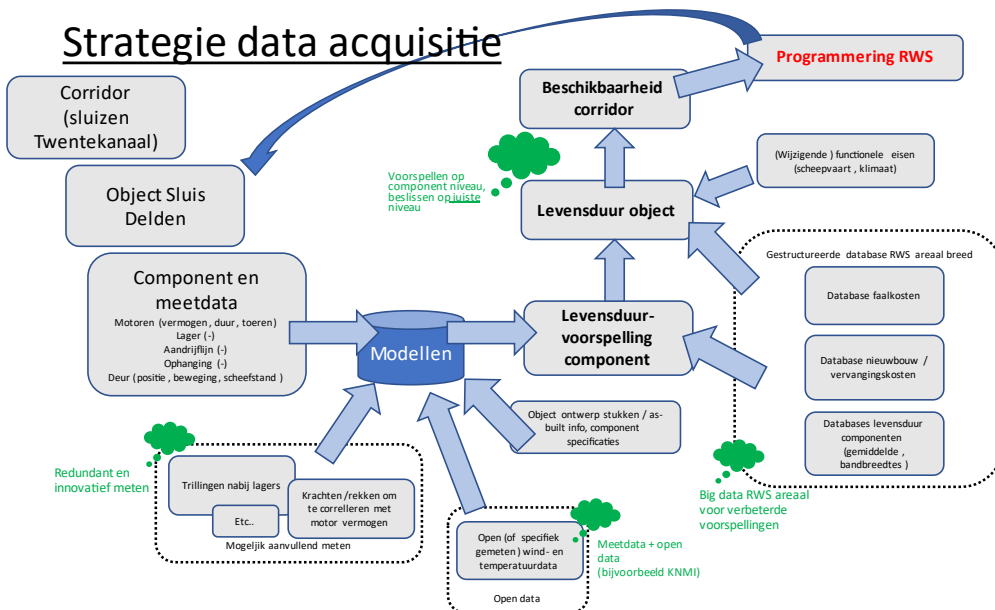 Strategie data acquisitie
Programmering RWS
Corridor
(sluizen
Twentekanaal)
Beschikbaarheid
corridor
Voorspellen op
component niveau,
beslissen op juiste
niveau
(Wijzigende ) functionele eisen
(scheepvaart , klimaat)
Object Sluis
Delden
Levensduur object
Gestructureerde database RWS areaal breed
Component en
meetdata
Motoren (vermogen , duur , toeren )
Lager (-)
Aandrijflijn (-)
Ophanging (-)
Deur (positie , beweging , scheefstand )
Modellen
Levensduur-
voorspelling
component
Database faalkosten
Database nieuwbouw /
vervangingskosten
Databases levensduur
componenten
(gemiddelde ,
bandbreedtes )
Object ontwerp stukken / as-
built info, component
specificaties
Redundant en
innovatief meten
Trillingen nabij lagers
Krachten /rekken om
te correlleren met
motor vermogen
Etc..
Mogeljik aanvullend meten
Big data RWS areaal
voor verbeterde
voorspellingen
Open (of specifiek
gemeten ) wind- en
temperatuurdata
Meetdata + open
data
(bijvoorbeeld KNMI)
Open data